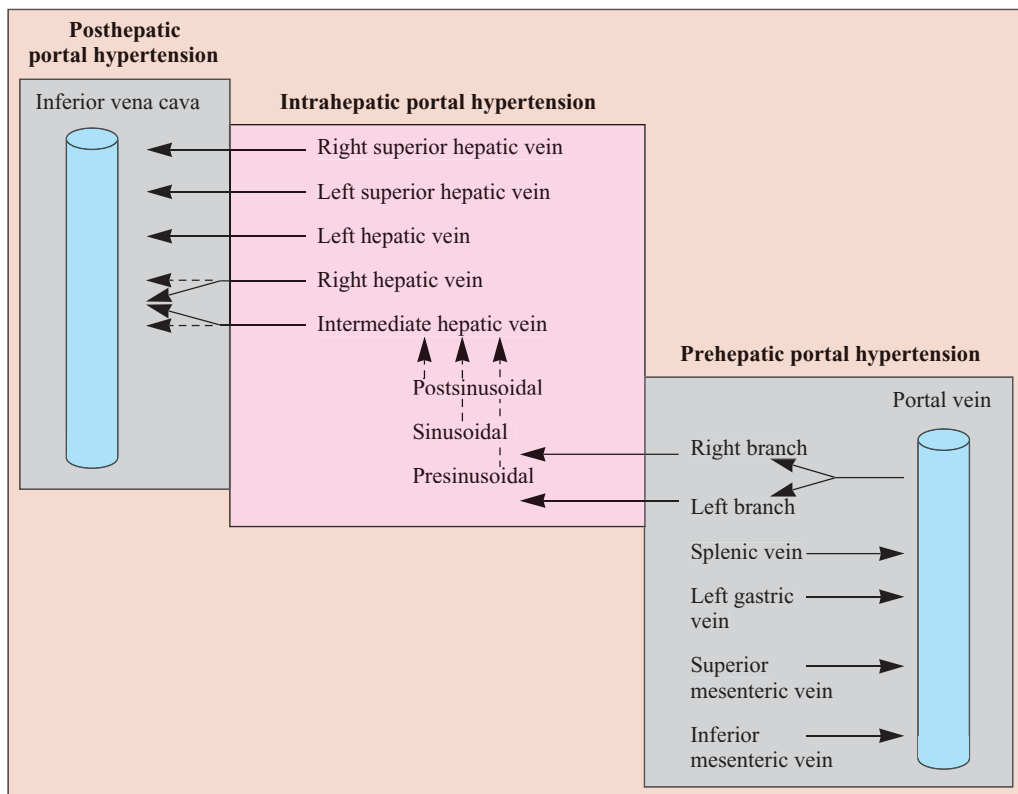 Posthepatic
portal hypertension
Inferior vena cava
Intrahepatic portal hypertension
Right superior hepatic vein
Left superior hepatic vein
Left hepatic vein
Right hepatic vein
Intermediate hepatic vein
Postsinusoidal
Sinusoidal
Presinusoidal
Prehepatic portal hypertension
Portal vein
Right branch
Left branch
Splenic vein
Left gastric
vein
Superior
mesenteric vein
Inferior
mesenteric vein